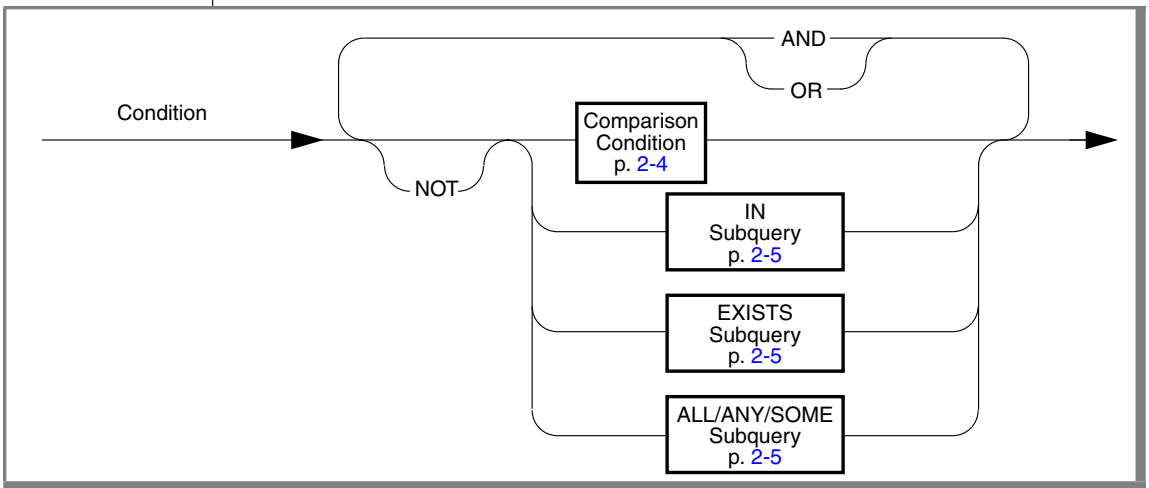 AND
OR
Condition
Comparison
Condition
p. 2-4
NOT
IN
Subquery
p. 2-5
EXISTS
Subquery
p. 2-5
ALL/ANY/SOME
Subquery
p. 2-5